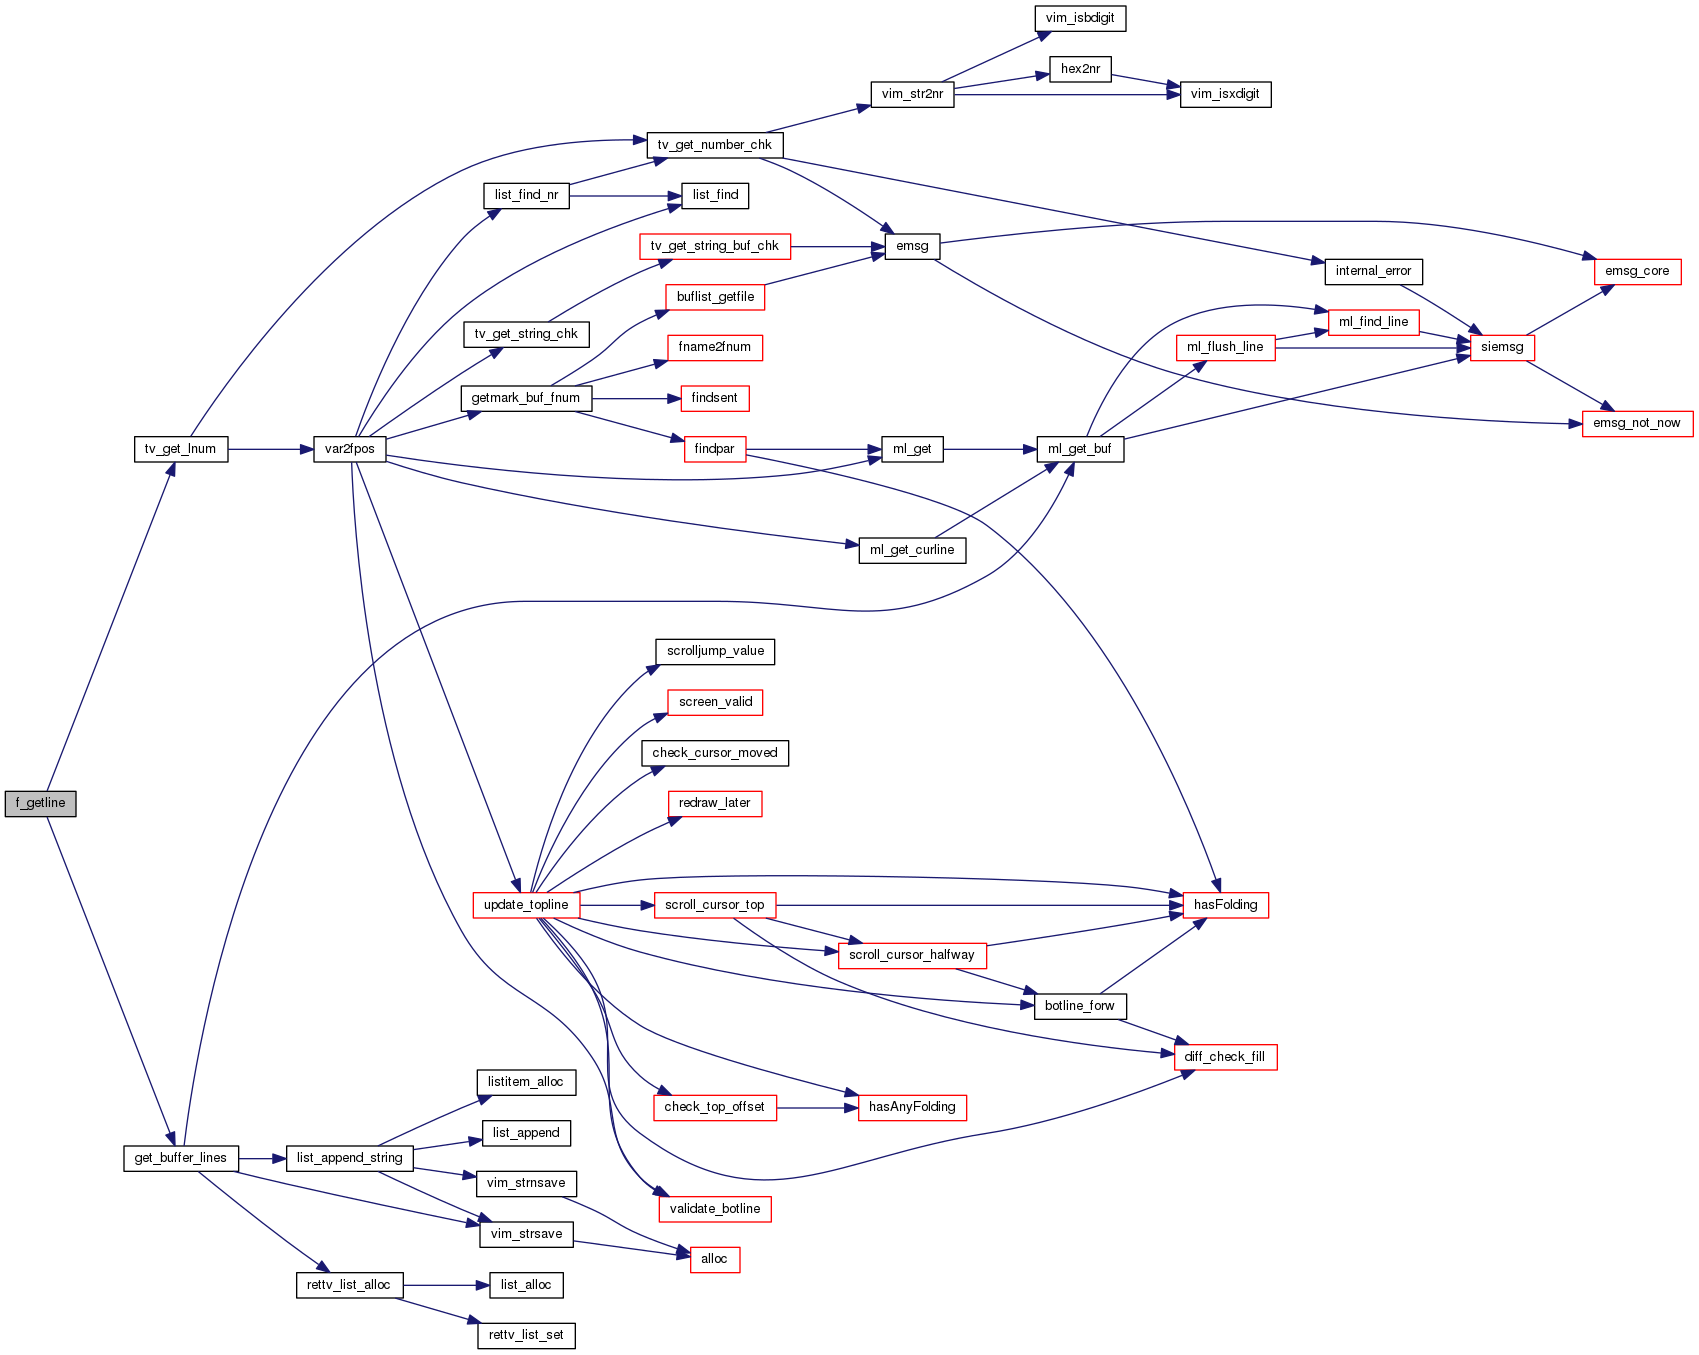 vim_isbdigit
hex2nr
vim_str2nr
vim_isxdigit
tv_get_number_chk
list_find_nr
list_find
tv_get_string_buf_chk
emsg
internal_error
emsg_core
buflist_getfile
ml_find_line
tv_get_string_chk
fname2fnum
ml_flush_line
siemsg
getmark_buf_fnum
findsent
emsg_not_now
tv_get_lnum
var2fpos
findpar
ml_get
ml_get_buf
ml_get_curline
scrolljump_value
screen_valid
check_cursor_moved
f_getline
redraw_later
update_topline
scroll_cursor_top
hasFolding
scroll_cursor_halfway
botline_forw
diff_check_fill
listitem_alloc
check_top_offset
hasAnyFolding
list_append
get_buffer_lines
list_append_string
vim_strnsave
validate_botline
vim_strsave
alloc
rettv_list_alloc
list_alloc
rettv_list_set